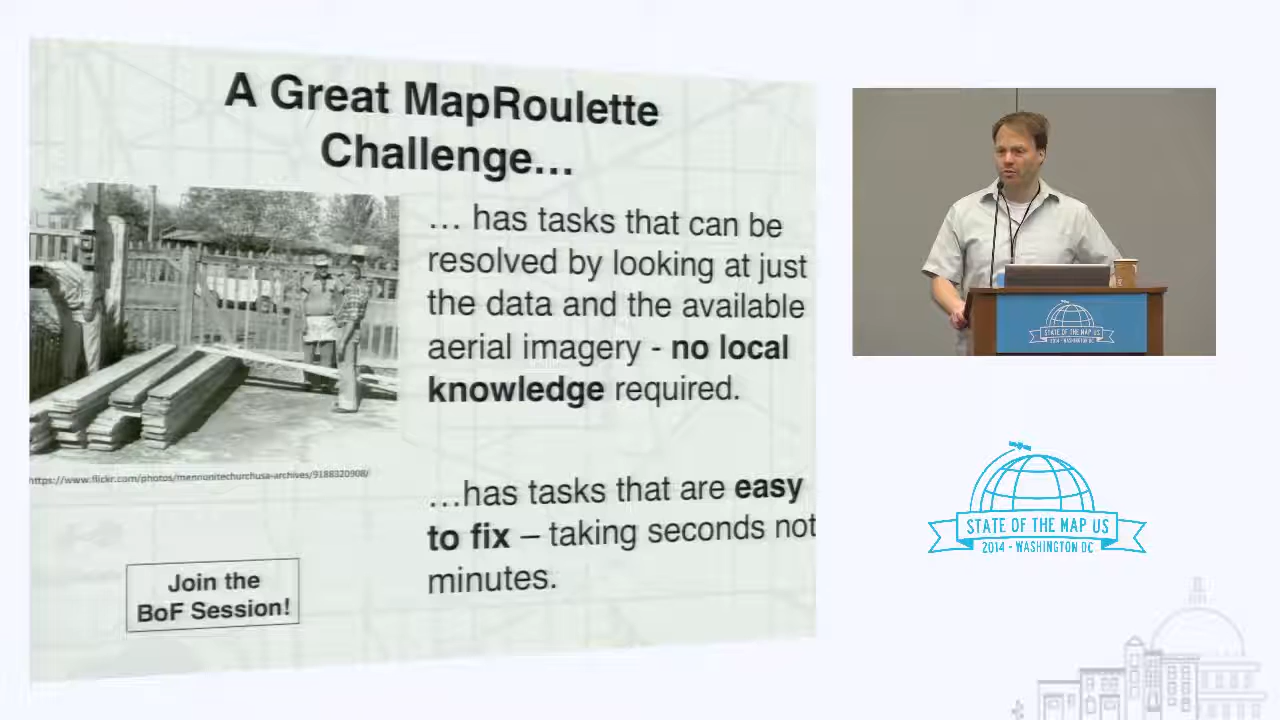 A Great MapRoulette
Challenge...
... has tasks that can be
resolved by looking at just
the data and the available
aerial imagery - no local
knowledge required.
https://www.flickr.com/photos/mennonitechurchusa-archives/9188320908/
...has tasks that are easy
to fix – taking seconds not
minutes.
Join the
BoF Session!
STATE OF THE MAP US
2014 - WASHINGTON DC
STATE OF THE MAP US
2014 - WASHINGTON DC